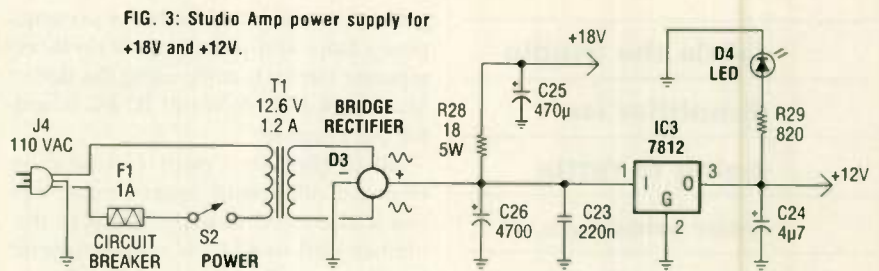 FIG. 3: Studio Amp power supply for
+18V and +12V.
J4
110 VAC
F1
1A
CIRCUIT
BREAKER
S2
POWER
T1
12.6 V
1.2 A
BRIDGE
RECTIFIER
D3
−
+
R28
18
5W
+18V
C25
470µ
+
C26
4700
+
C23
220n
IC3
7812
1
I
O
3
G
2
D4
LED
R29
820
+12V
C24
4µ7
+